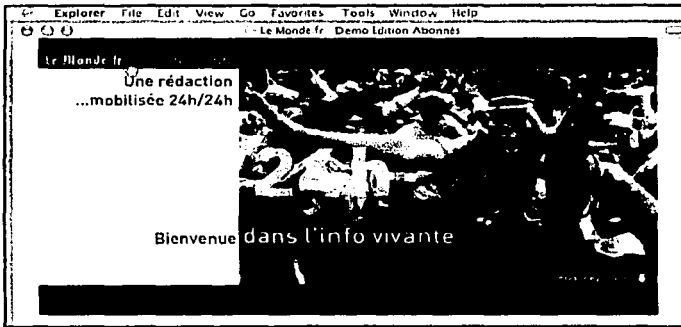 Explorer File Edit View Go Favorites Tools Window Help
Le Monde fr Demo Edition Abonnés
Le Monde fr
Une rédaction
...mobilisée 24h/24h
24h
Bienvenue dans l'info vivante